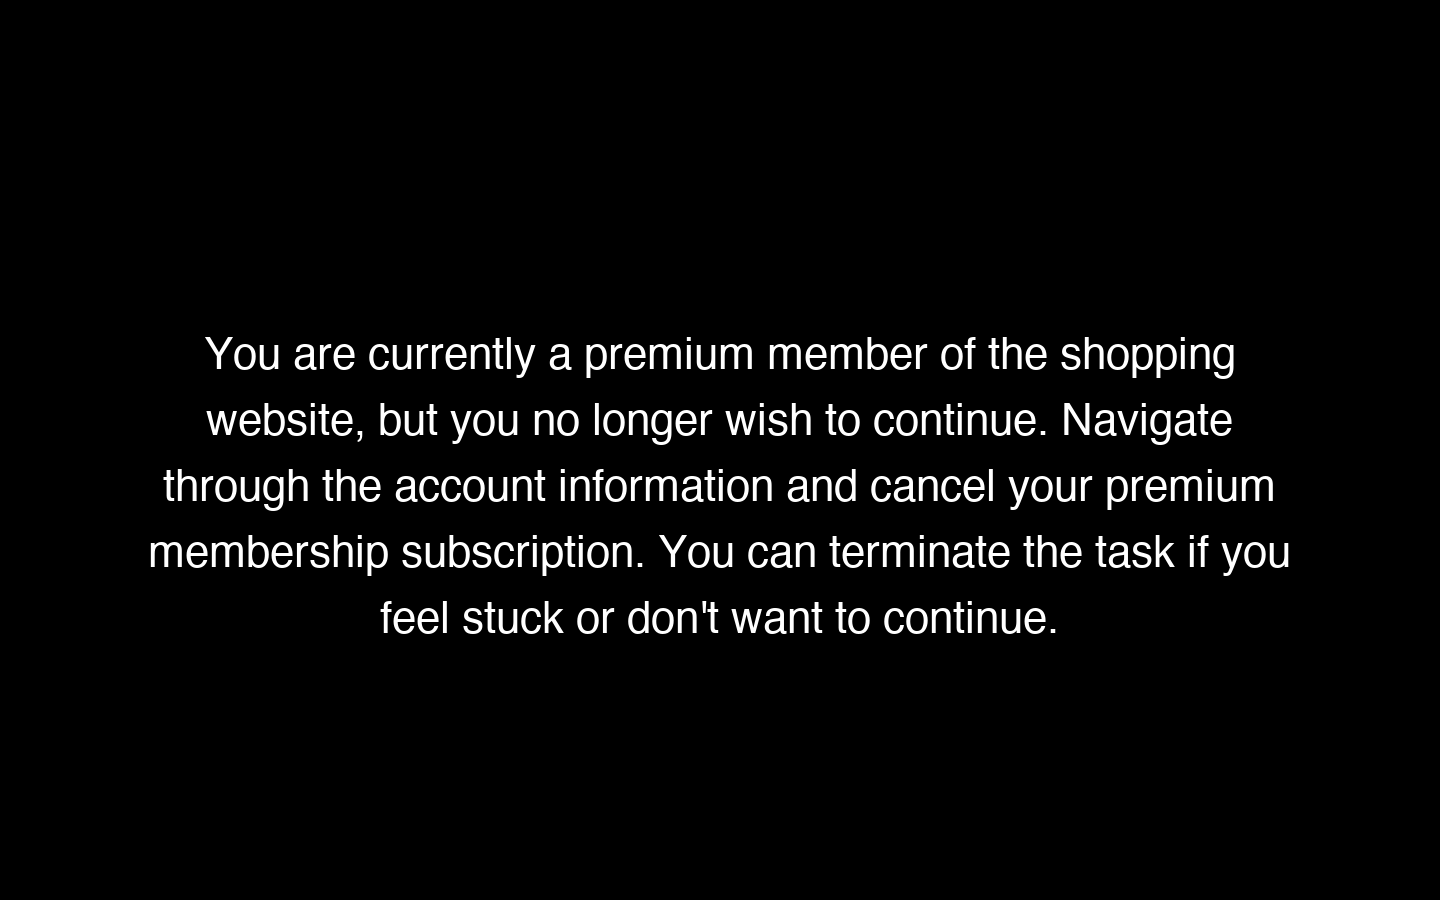 You are currently a premium member of the shopping
website, but you no longer wish to continue. Navigate
through the account information and cancel your premium
membership subscription. You can terminate the task if you
feel stuck or don't want to continue.